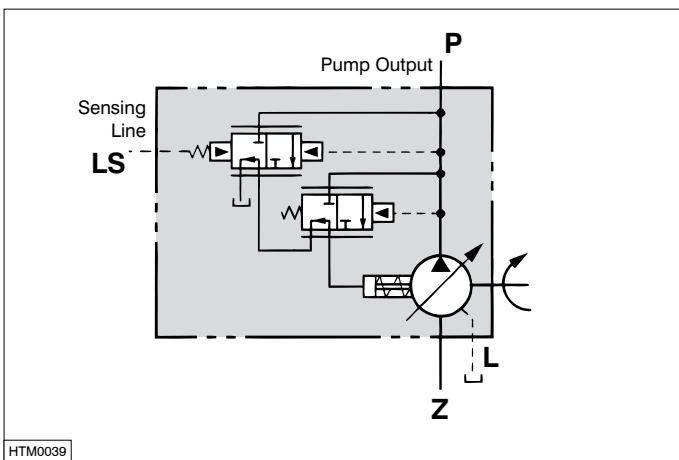 P
Pump Output
Sensing
Line
LS
L
Z
HTM0039